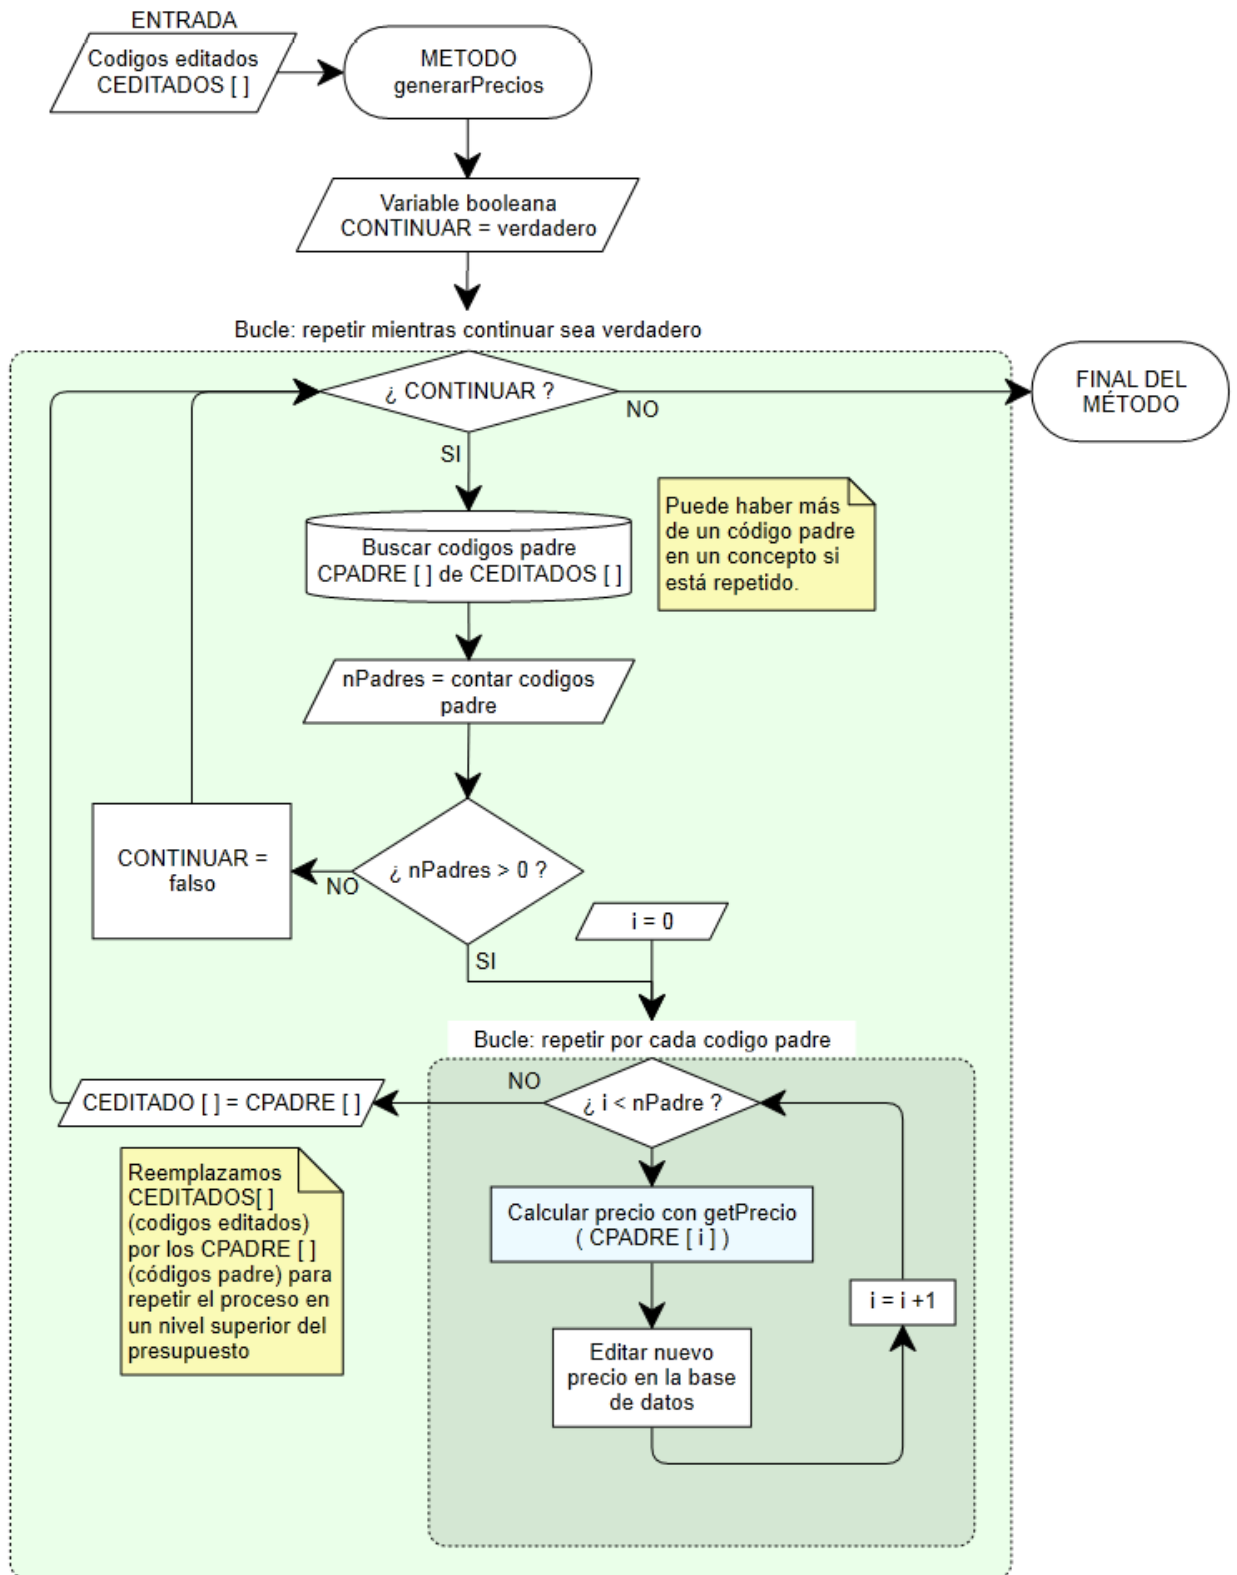 ENTRADA
Codigos editados
CEDITADOS [ ]
METODO
generarPrecios
Variable booleana
CONTINUAR = verdadero
Bucle: repetir mientras continuar sea verdadero
¿ CONTINUAR ?
NO
FINAL DEL
MÉTODO
SI
Buscar codigos padre
CPADRE [ ] de CEDITADOS [ ]
Puede haber más
de un código padre
en un concepto si
está repetido.
nPadres = contar codigos
padre
¿ nPadres > 0 ?
NO
CONTINUAR =
falso
SI
i = 0
Bucle: repetir por cada codigo padre
¿ i < nPadre ?
NO
CEDITADO [ ] = CPADRE [ ]
Reemplazamos
CEDITADOS[ ]
(codigos editados)
por los CPADRE [ ]
(códigos padre) para
repetir el proceso en
un nivel superior del
presupuesto
Calcular precio con getPrecio
( CPADRE [ i ] )
Editar nuevo
precio en la base
de datos
i = i +1